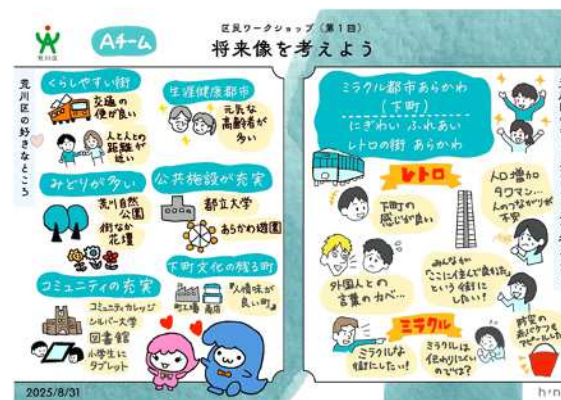 荒川区
Aチーム
区民ワークショップ（第1回）
将来像を考えよう
荒川区の好きなところ
くらしやすい街
交通の
便が良い
人と人との
距離が
近い
生涯健康都市
元気な
高齢者が
多い
みどりが多い
荒川自然
公園
街なか
花壇
公共施設が充実
都立大学
あらかわ遊園
コミュニティの充実
コミュニティカレッジ
シルバー大学
図書館
小学生に
タブレット
下町文化の残る町
町工場
商店
『人情味が
良い町』
2025/8/31
ミラクル都市あらかわ
（下町）
にぎわい ふれあい
レトロの街 あらかわ
レトロ
下町の
感じが良い
人口増加
タワマン…
人のつながりが
不安
外国人との
言葉のカベ…
みんなが
「ここに住んで良かった」
という街に
したい！
ミラクル
ミラクルな
街にしたい！
ミラクルは
伝わりにくい
のでは？
防災の